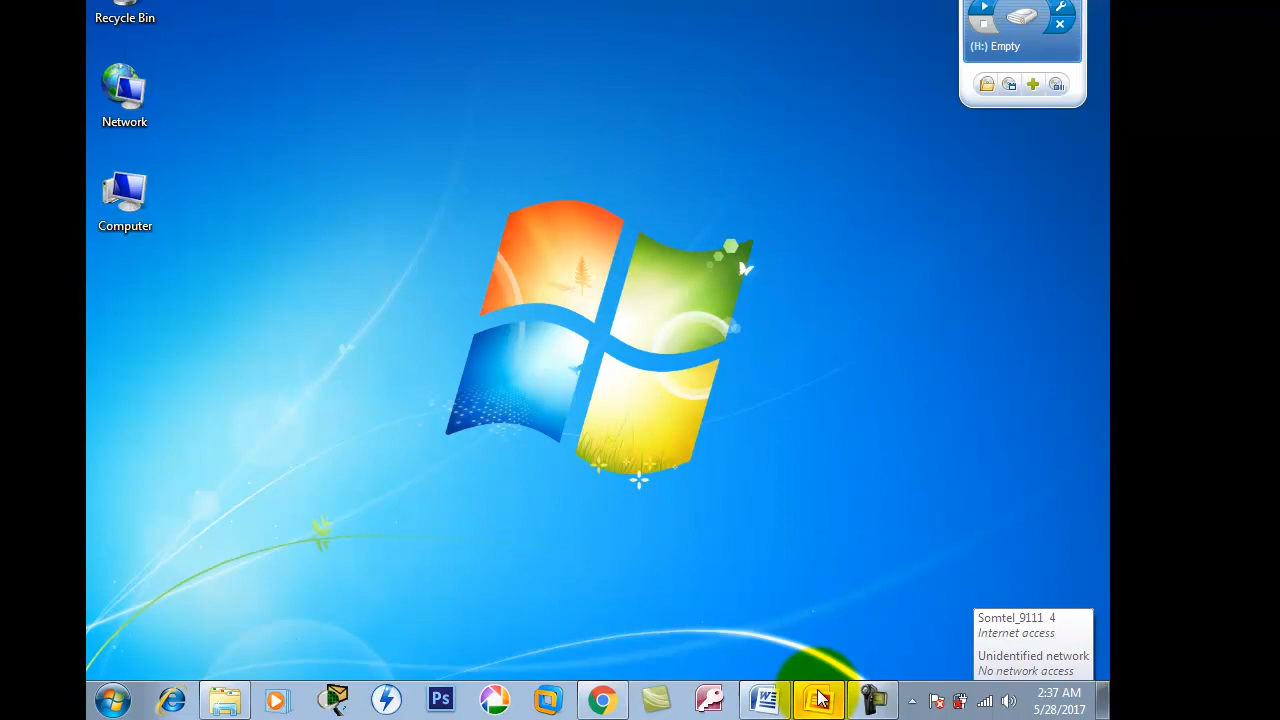 Recycle Bin
(H:) Empty
Network
Computer
Somtel_9111 4
Internet access
Unidentified network
No network access
Ps
W
2:37 AM
5/28/2017